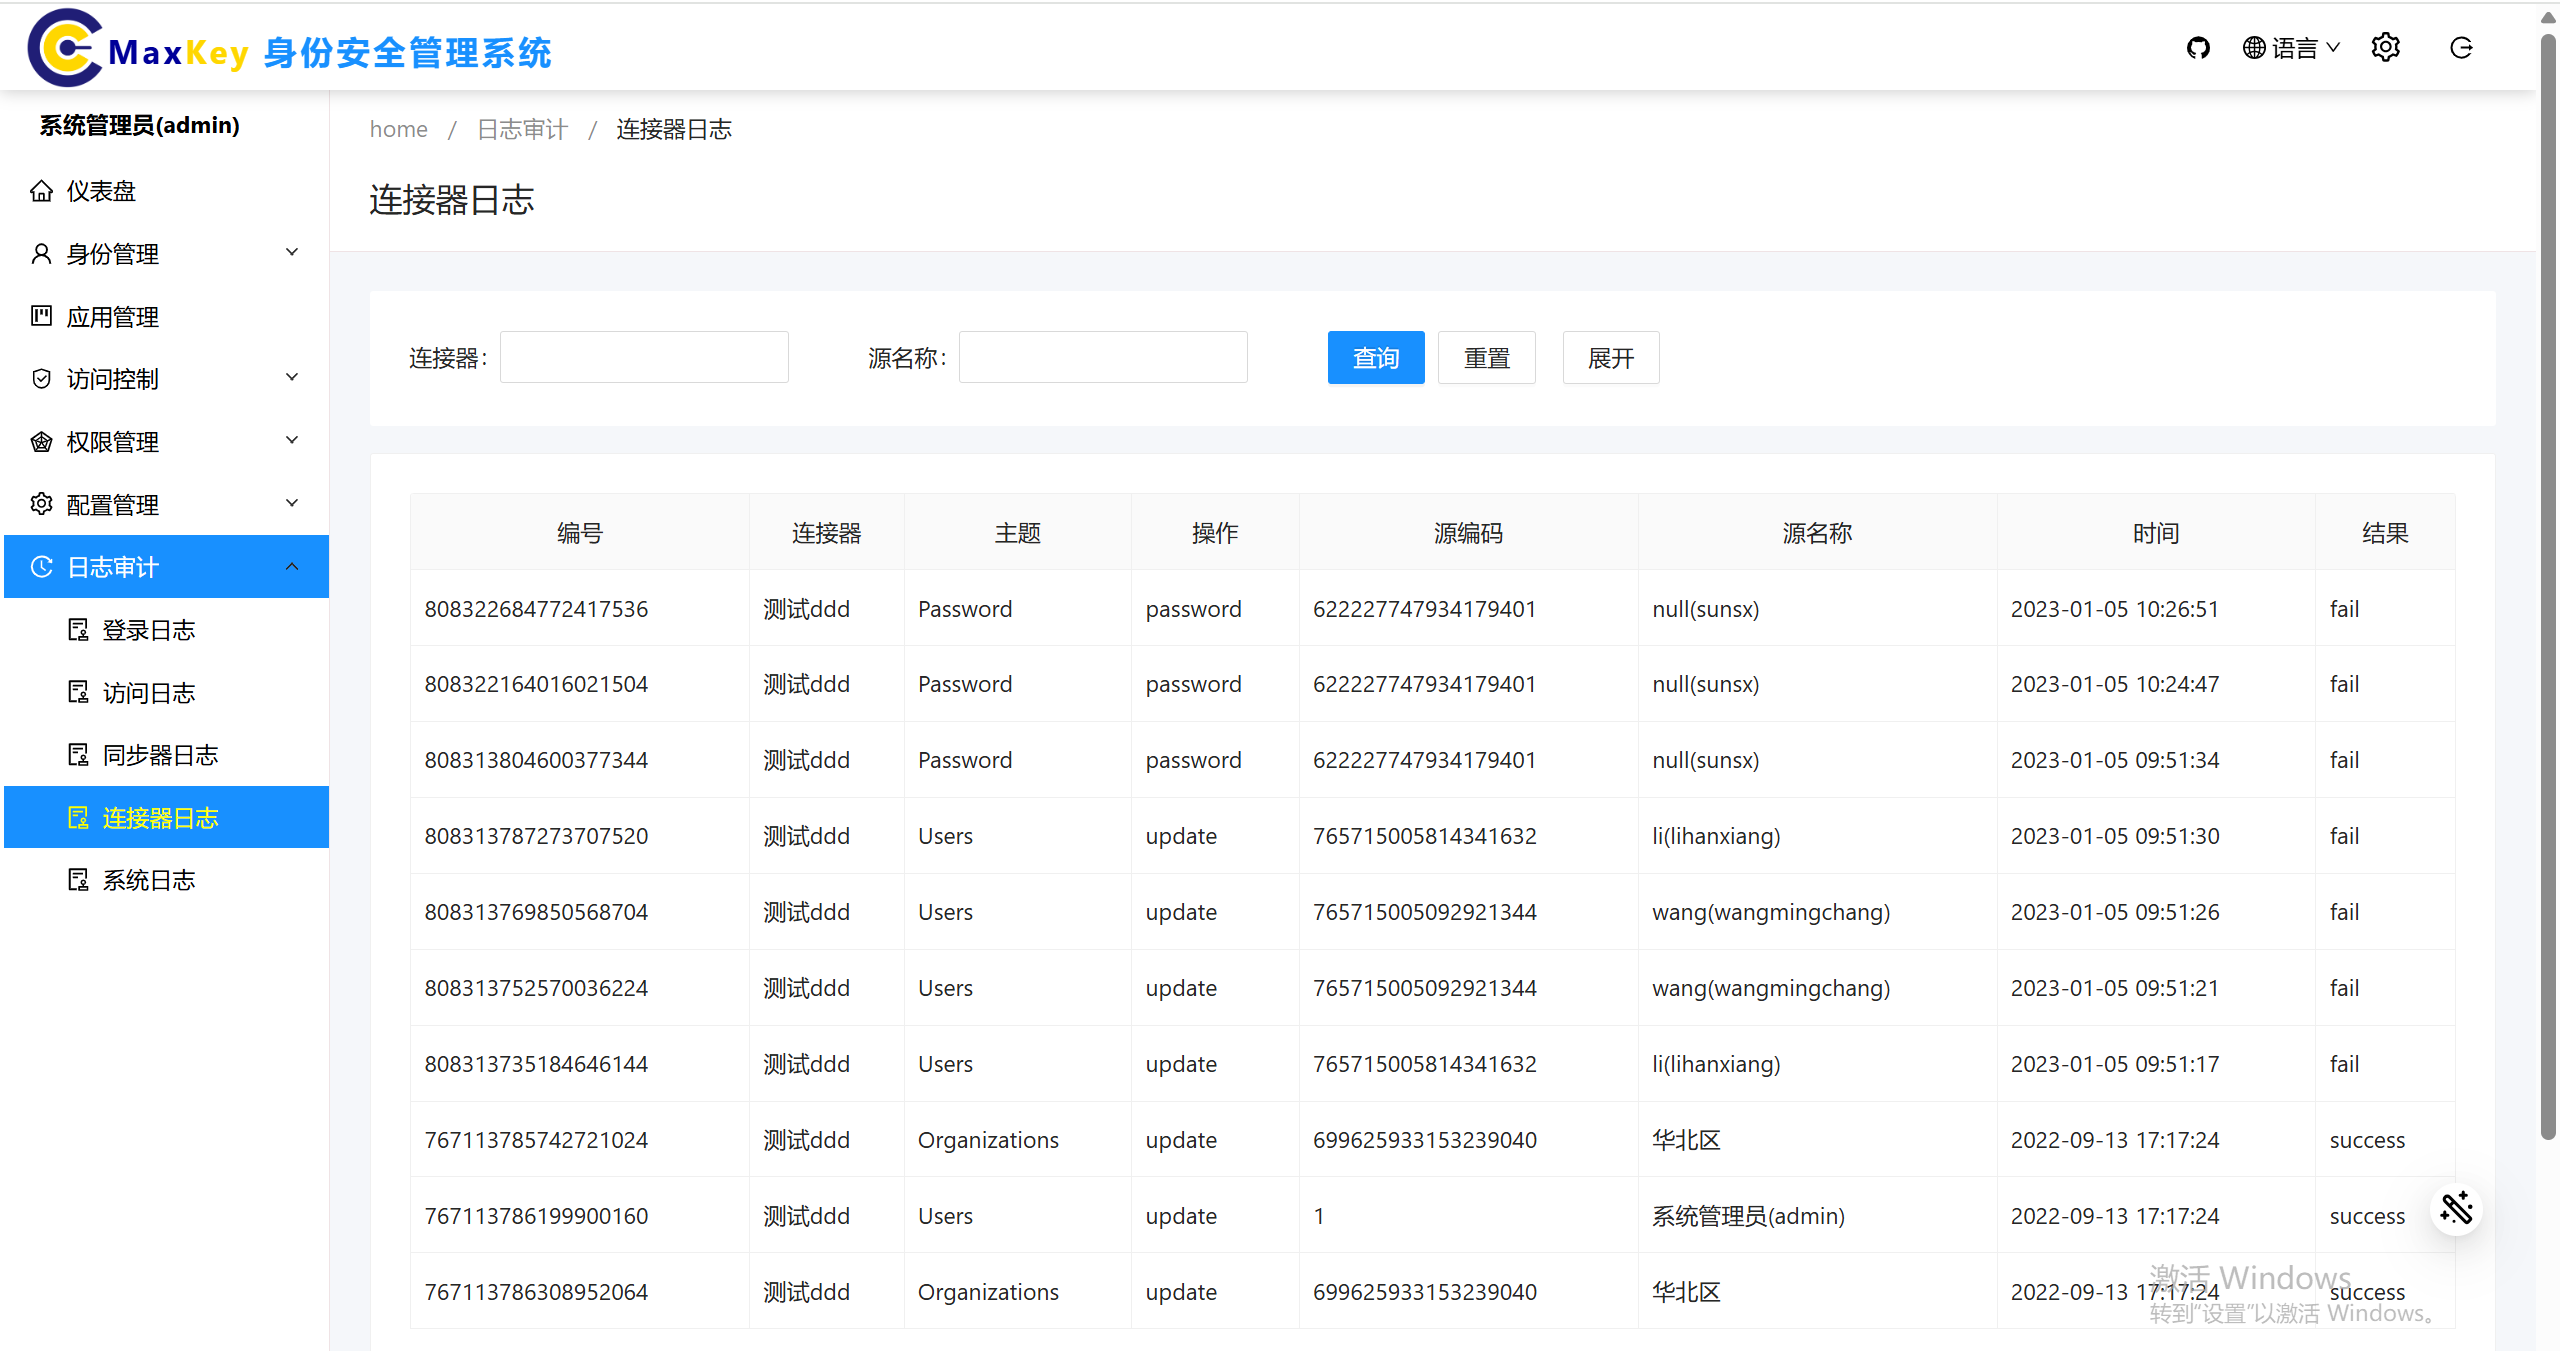 MaxKey 身份安全管理系统
语言
系统管理员(admin)
仪表盘
身份管理
应用管理
访问控制
权限管理
配置管理
日志审计
登录日志
访问日志
同步器日志
连接器日志
系统日志
home / 日志审计 / 连接器日志
连接器日志
连接器: 源名称: 查询 重置 展开
编号 连接器 主题 操作 源编码 源名称 时间 结果
808322684772417536 测试ddd Password password 622227747934179401 null(sunsx) 2023-01-05 10:26:51 fail
808322164016021504 测试ddd Password password 622227747934179401 null(sunsx) 2023-01-05 10:24:47 fail
808313804600377344 测试ddd Password password 622227747934179401 null(sunsx) 2023-01-05 09:51:34 fail
808313787273707520 测试ddd Users update 765715005814341632 li(lihanxiang) 2023-01-05 09:51:30 fail
808313769850568704 测试ddd Users update 765715005092921344 wang(wangmingchang) 2023-01-05 09:51:26 fail
808313752570036224 测试ddd Users update 765715005092921344 wang(wangmingchang) 2023-01-05 09:51:21 fail
808313735184646144 测试ddd Users update 765715005814341632 li(lihanxiang) 2023-01-05 09:51:17 fail
767113785742721024 测试ddd Organizations update 699625933153239040 华北区 2022-09-13 17:17:24 success
767113786199900160 测试ddd Users update 1 系统管理员(admin) 2022-09-13 17:17:24 success
767113786308952064 测试ddd Organizations update 699625933153239040 华北区 2022-09-13 17:17:24 success
激活 Windows
转到"设置"以激活 Windows。